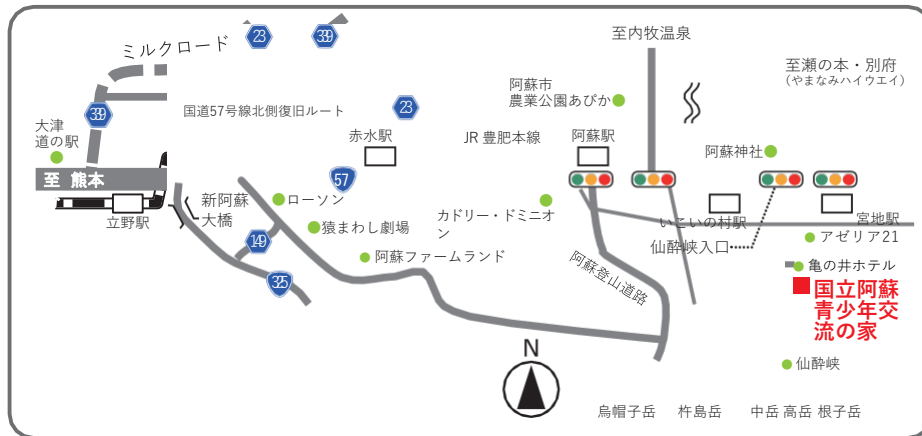 23
339
至内牧温泉
ミルクロード
至瀬の本・別府
(やまなみハイウエイ)
阿蘇市
農業公園あぴか
339
国道57号線北側復旧ルート
23
大津
道の駅
赤水駅
JR 豊肥本線
阿蘇駅
阿蘇神社
至 熊本
57
新阿蘇
大橋
ローソン
立野駅
カドリー・ドミニオ
ン
いこいの村駅
宮地駅
猿まわし劇場
149
仙酔峡入口
アゼリア21
阿蘇ファームランド
阿蘇登山道路
亀の井ホテル
325
国立阿蘇
青少年交
流の家
N
仙酔峡
烏帽子岳
杵島岳
中岳 高岳 根子岳